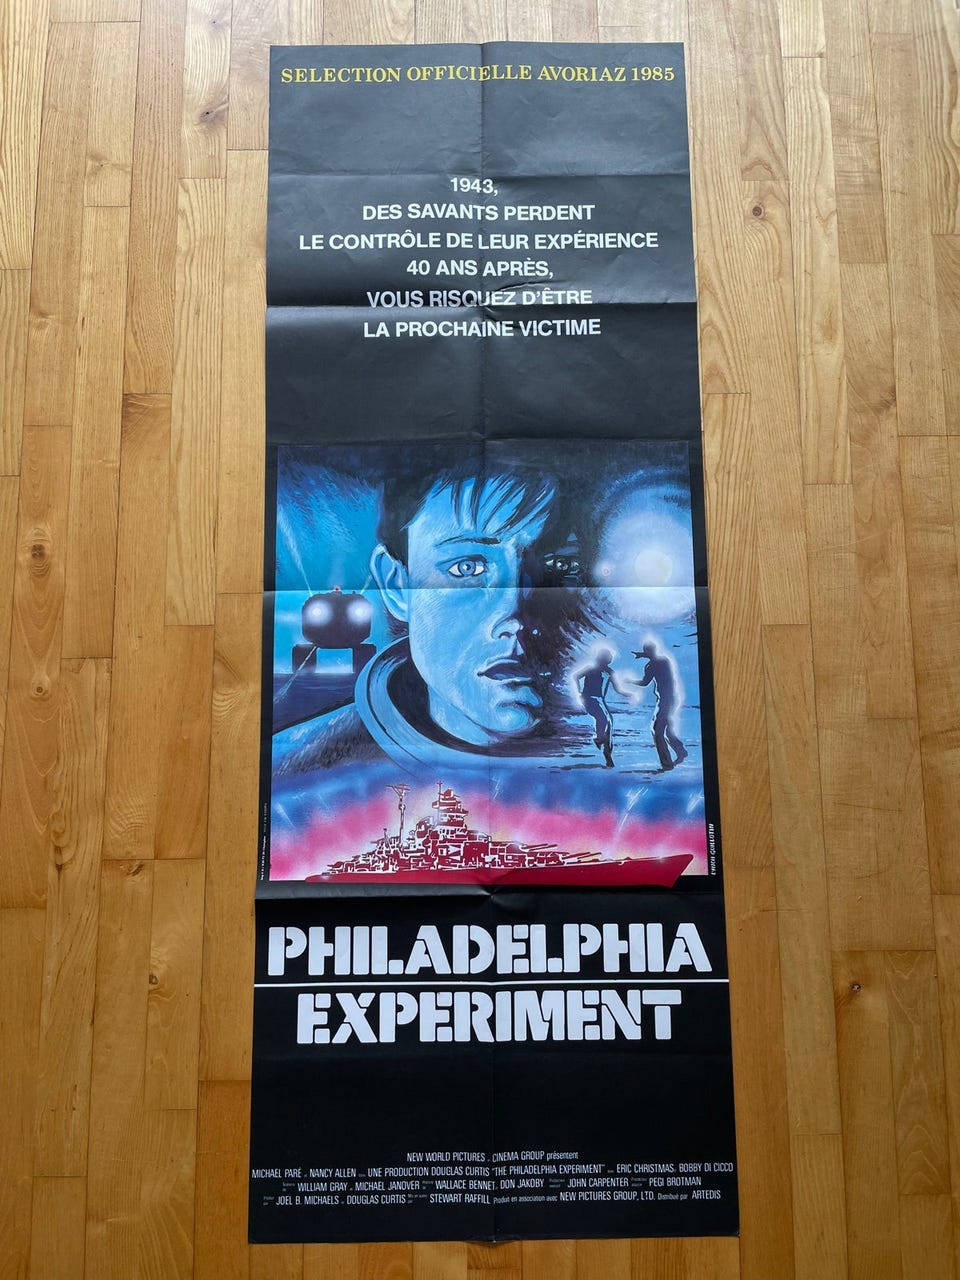 SELECTION OFFICIELLE AVORIAZ 1985
1943,
DES SAVANTS PERDENT
LE CONTRÔLE DE LEUR EXPÉRIENCE
40 ANS APRÈS,
VOUS RISQUEZ D'ÊTRE
LA PROCHAINE VICTIME
PHILADELPHIA
EXPERIMENT
NEW WORLD PICTURES CINEMA GROUP présentent
MICHAEL PARÉ NANCY ALLEN UNE PRODUCTION DOUGLAS CURTIS "THE PHILADELPHIA EXPERIMENT" ERIC CHRISTMAS, BOBBY DI CICCO
WILLIAM GRAY MICHAEL JANOVER WALLACE BENNET, DON JAKOBY JOHN CARPENTER PEGI BROTMAN
JOEL B. MICHAELS DOUGLAS CURTIS STEWART RAFFILL Produit en association avec NEW PICTURES GROUP, LTD. Distribué par ARTEDIS